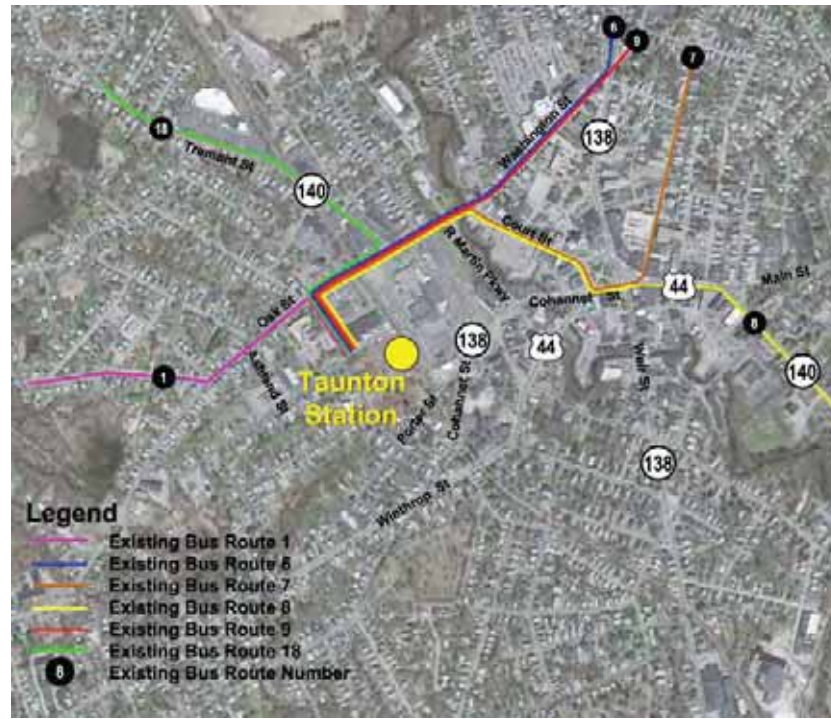 6
9
7
138
Washington St
18
Tremont St
140
Court St
R Martin Pkwy
Main St
44
Cohannet St
8
Oak St
138
44
1
Ashland St
Taunton
Station
Porter St
Cohannet St
Weir St
140
138
Winthrop St
Legend
Existing Bus Route 1
Existing Bus Route 6
Existing Bus Route 7
Existing Bus Route 8
Existing Bus Route 9
Existing Bus Route 18
8 Existing Bus Route Number